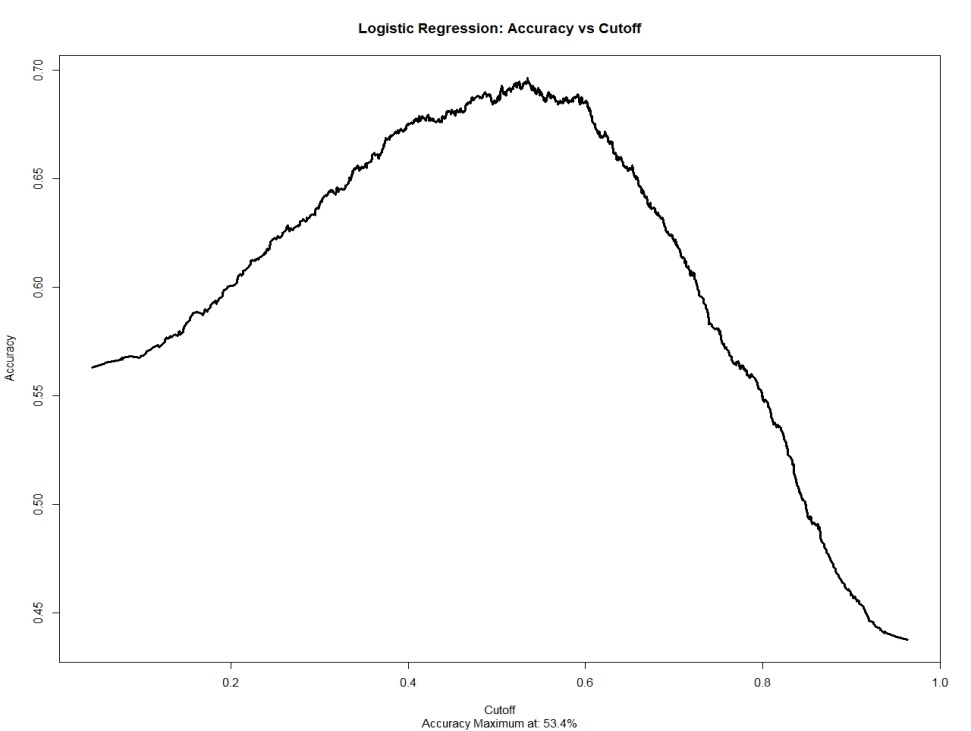 Logistic Regression: Accuracy vs Cutoff
0.70
0.65
0.60
0.55
0.50
0.45
Accuracy
0.2 0.4 0.6 0.8 1.0
Cutoff
Accuracy Maximum at: 53.4%